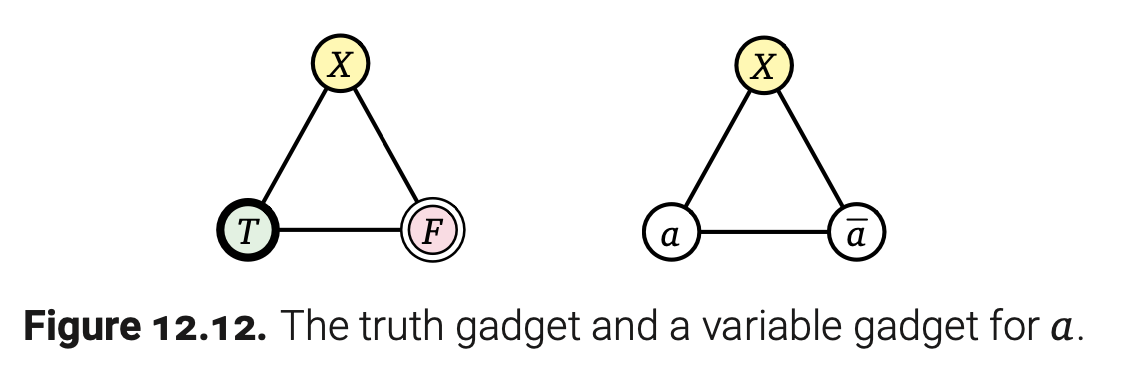 X X
T F a ā
Figure 12.12. The truth gadget and a variable gadget for a.